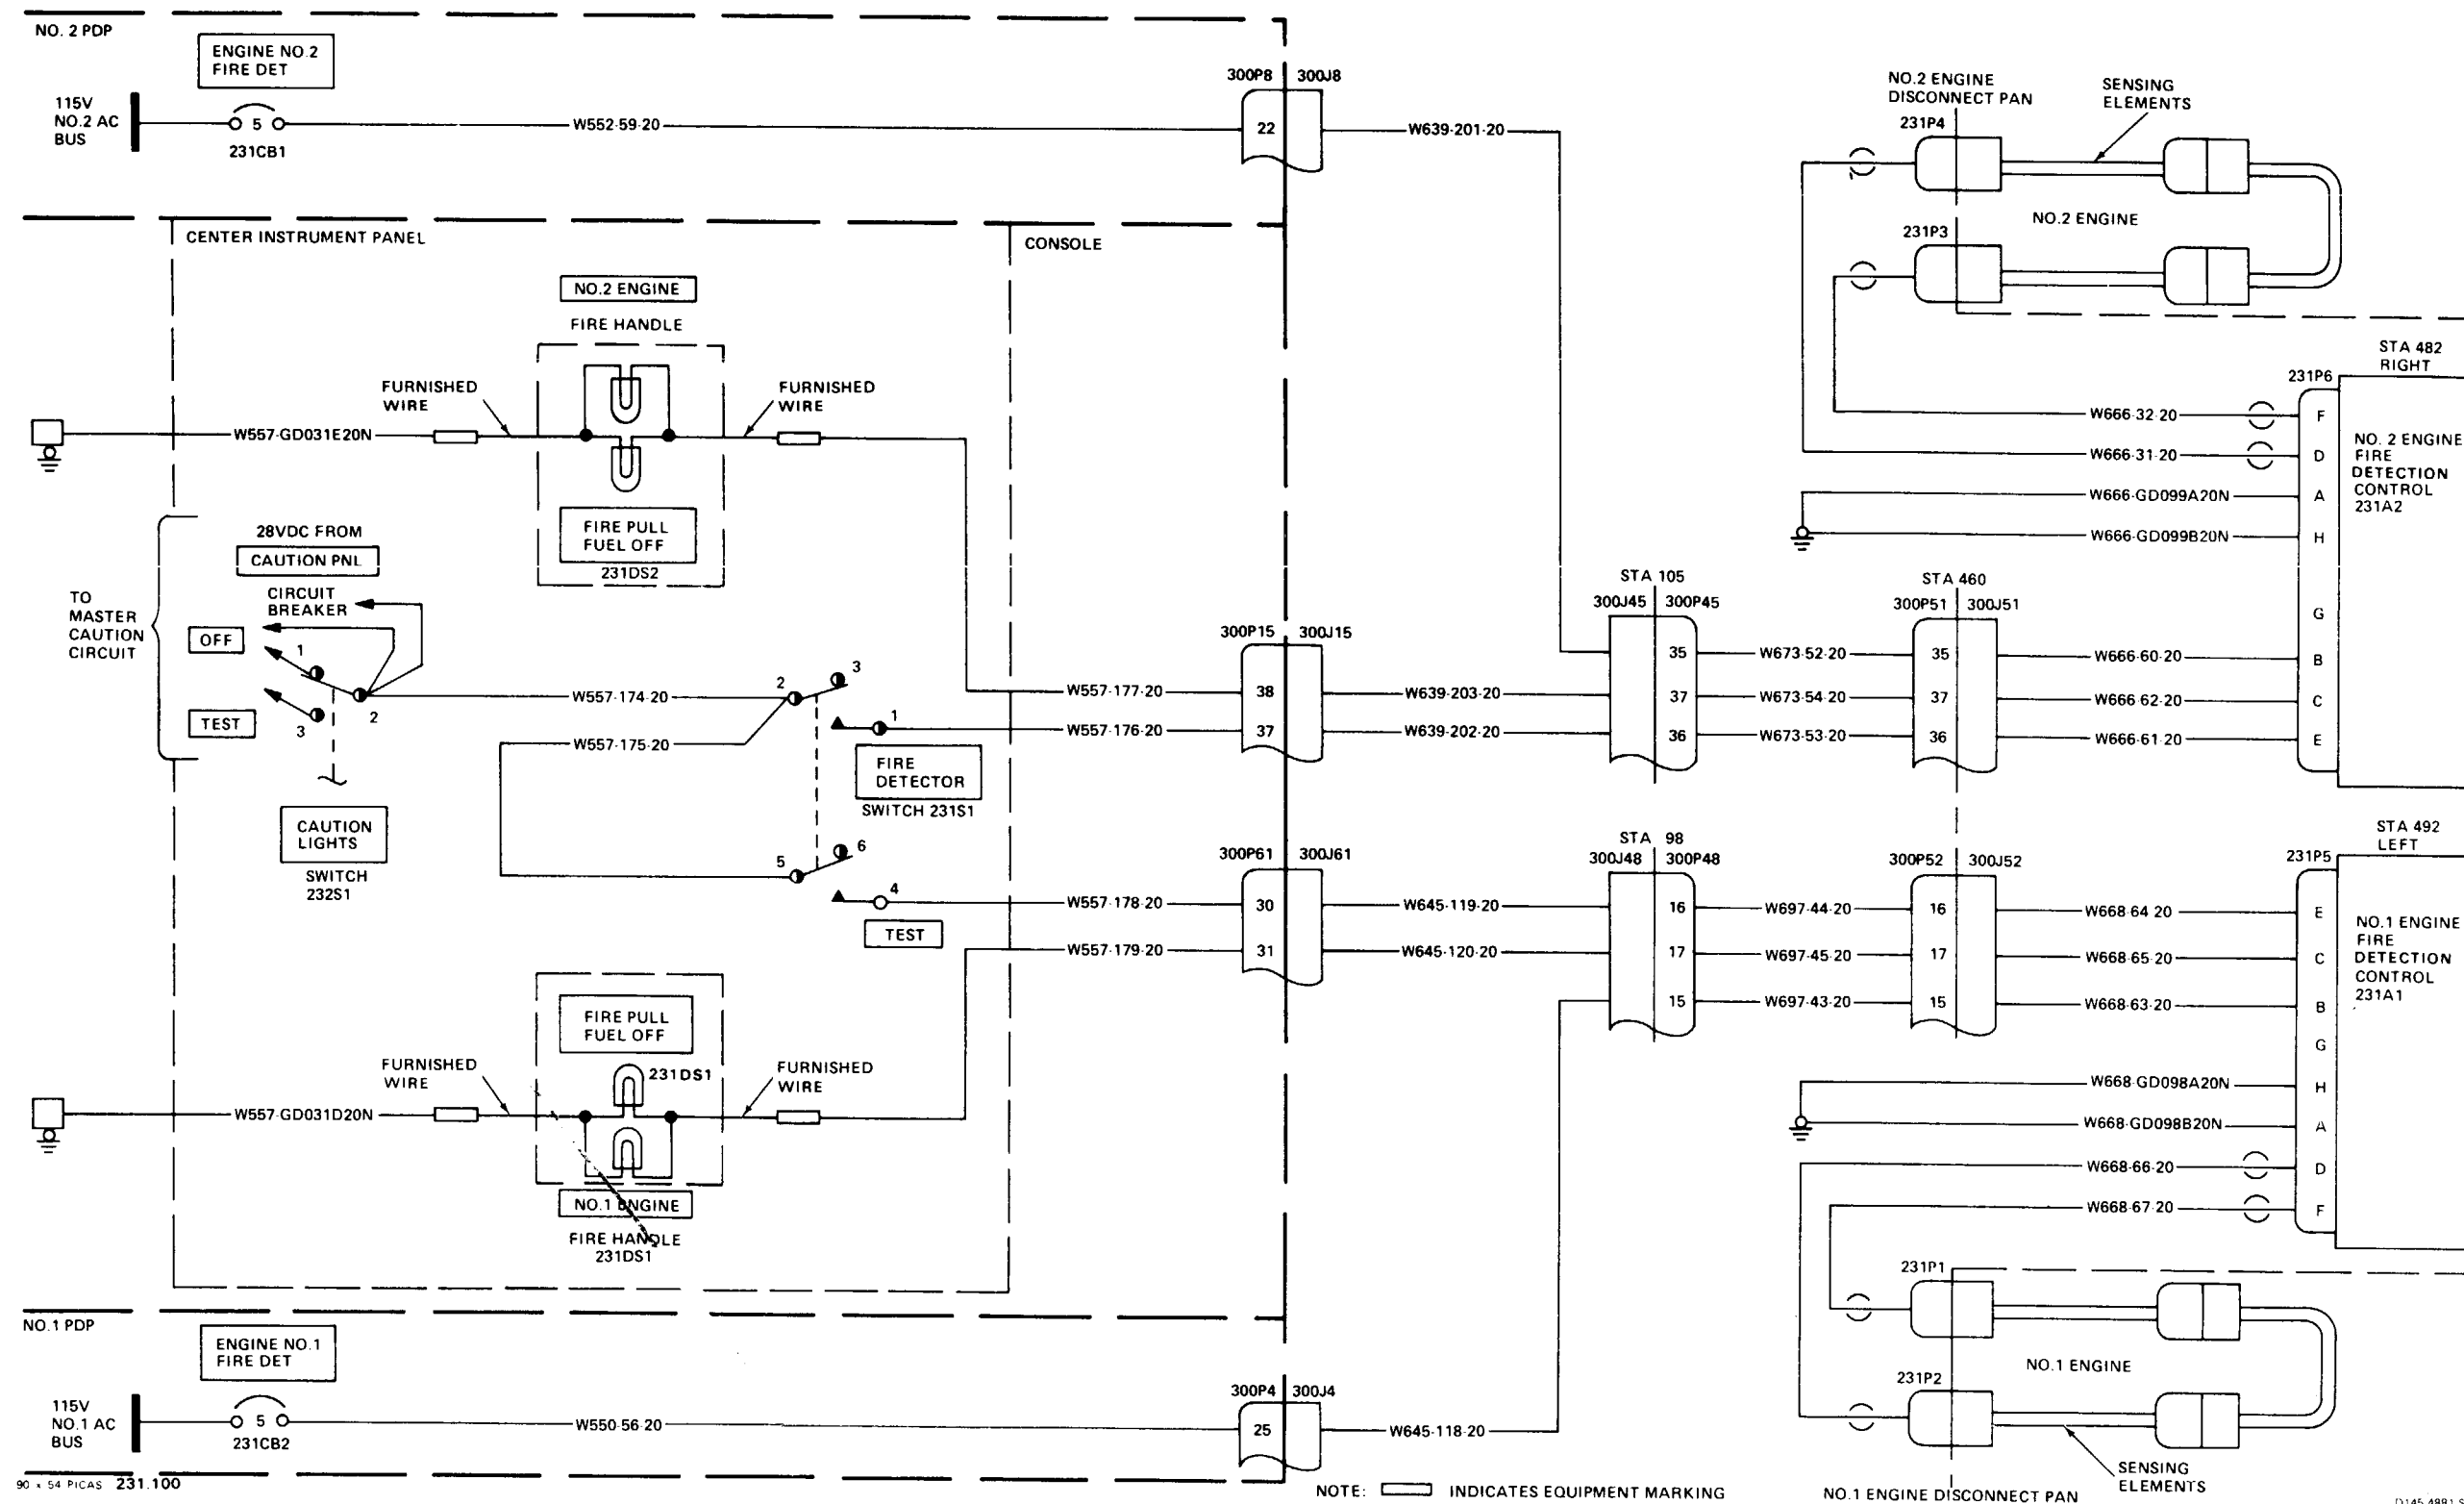 NO. 2 PDP
ENGINE NO.2
FIRE DET
115V
NO.2 AC
BUS
5
231CB1
W552-59-20
300P8
300J8
22
W639-201-20
NO.2 ENGINE
DISCONNECT PAN
SENSING
ELEMENTS
231P4
231P3
NO.2 ENGINE
CENTER INSTRUMENT PANEL
CONSOLE
NO.2 ENGINE
FIRE HANDLE
FURNISHED
WIRE
FURNISHED
WIRE
W557-GD031E20N
FIRE PULL
FUEL OFF
231DS2
STA 482
RIGHT
231P6
W666-32-20
F
W666-31-20
D
W666-GD099A20N
A
W666-GD099B20N
H
G
B
C
E
NO. 2 ENGINE
FIRE
DETECTION
CONTROL
231A2
28VDC FROM
CAUTION PNL
CIRCUIT
BREAKER
TO
MASTER
CAUTION
CIRCUIT
OFF
1
2
3
TEST
CAUTION
LIGHTS
SWITCH
232S1
W557-174-20
W557-175-20
2
3
1
FIRE
DETECTOR
SWITCH 231S1
5
6
4
TEST
300P15
300J15
W557-177-20
38
W639-203-20
W557-176-20
37
W639-202-20
STA 105
300J45
300P45
35
37
36
W673-52-20
W673-54-20
W673-53-20
STA 460
300P51
300J51
35
37
36
W666-60-20
W666-62-20
W666-61-20
300P61
300J61
W557-178-20
30
W645-119-20
W557-179-20
31
W645-120-20
STA 98
300J48
300P48
16
17
15
W697-44-20
W697-45-20
W697-43-20
300P52
300J52
16
17
15
W668-64 20
W668-65-20
W668-63-20
STA 492
LEFT
231P5
E
C
B
G
H
A
D
F
W668-GD098A20N
W668-GD098B20N
W668-66-20
W668-67-20
NO.1 ENGINE
FIRE
DETECTION
CONTROL
231A1
FIRE PULL
FUEL OFF
231DS1
FURNISHED
WIRE
FURNISHED
WIRE
W557-GD031D20N
NO.1 ENGINE
FIRE HANDLE
231DS1
231P1
NO.1 ENGINE
231P2
SENSING
ELEMENTS
NO.1 ENGINE DISCONNECT PAN
NO.1 PDP
ENGINE NO.1
FIRE DET
115V
NO.1 AC
BUS
5
231CB2
W550-56-20
300P4
300J4
25
W645-118-20
90 x 54 PICAS 231.100
NOTE: INDICATES EQUIPMENT MARKING